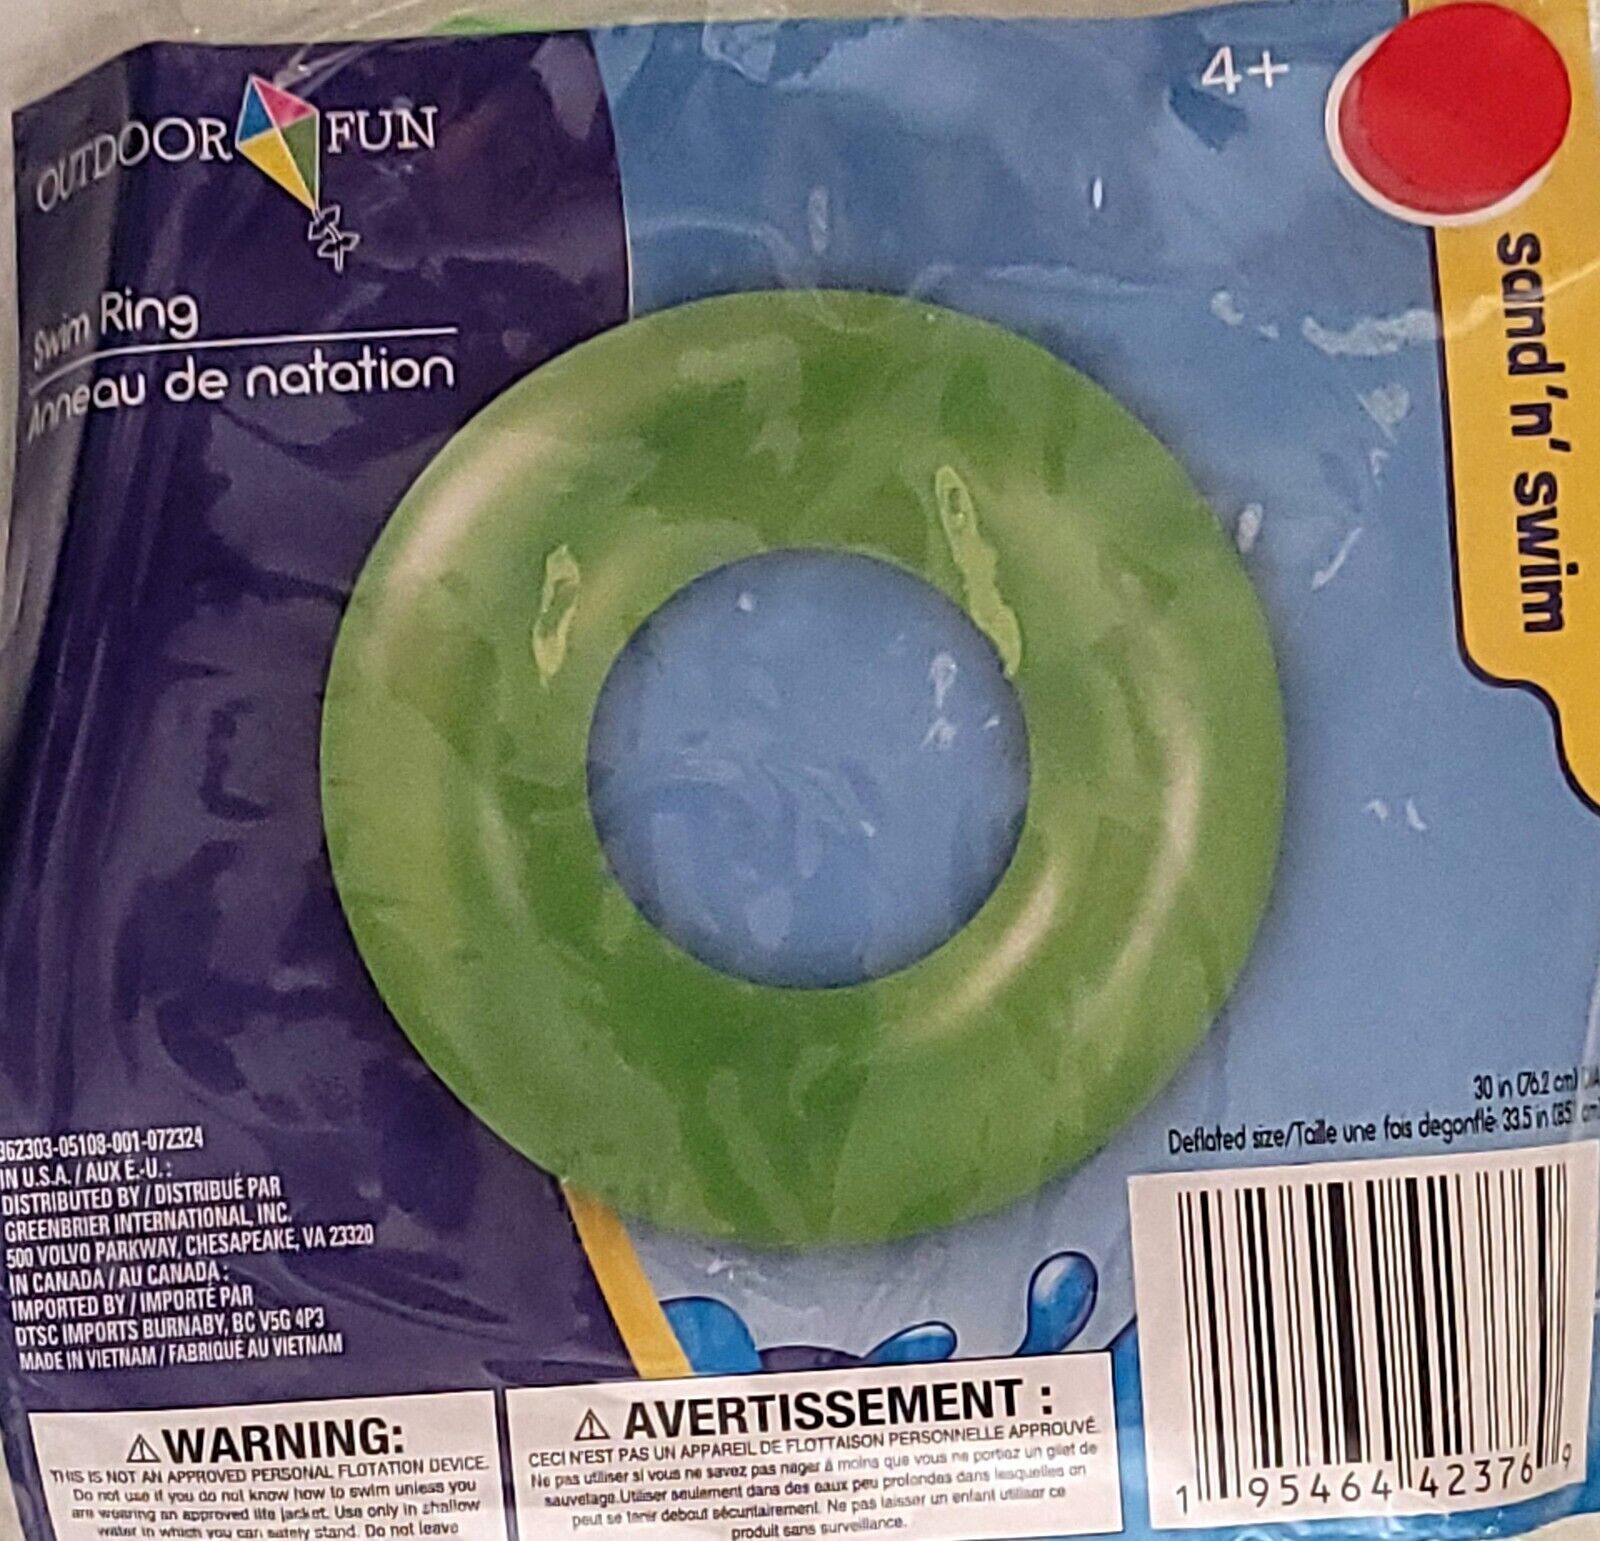 OUTDOOR FUN
4+
sand 'n' swim
Swim Ring
Anneau de natation
30 in (76.2 cm)
Deflated size/Taille une fois degonflé 33.5 in (85
362303-05108-001-072324
IN U.S.A. / AUX É.-U.:
DISTRIBUTED BY / DISTRIBUÉ PAR
GREENBRIER INTERNATIONAL, INC.
500 VOLVO PARKWAY, CHESAPEAKE, VA 23320
IN CANADA / AU CANADA:
IMPORTED BY / IMPORTÉ PAR
DTSC IMPORTS BURNABY, BC V5G 4P3
MADE IN VIETNAM / FABRIQUÉ AU VIETNAM
⚠ WARNING:
THIS IS NOT AN APPROVED PERSONAL FLOTATION DEVICE.
Do not use if you do not know how to swim unless you
are wearing an approved life jacket. Use only in shallow
water in which you can safely stand. Do not leave
⚠ AVERTISSEMENT :
CECI N'EST PAS UN APPAREIL DE FLOTTAISON PERSONNELLE APPROUVÉ.
Ne pas utiliser si vous ne savez pas nager à moins que vous ne portiez un gilet de
sauvetage. Utiliser seulement dans des eaux peu profondes dans lesquelles on
peut se tenir debout sécuritairement. Ne pas laisser un enfant utiliser ce
produit sans surveillance.
1 95464 42376 9